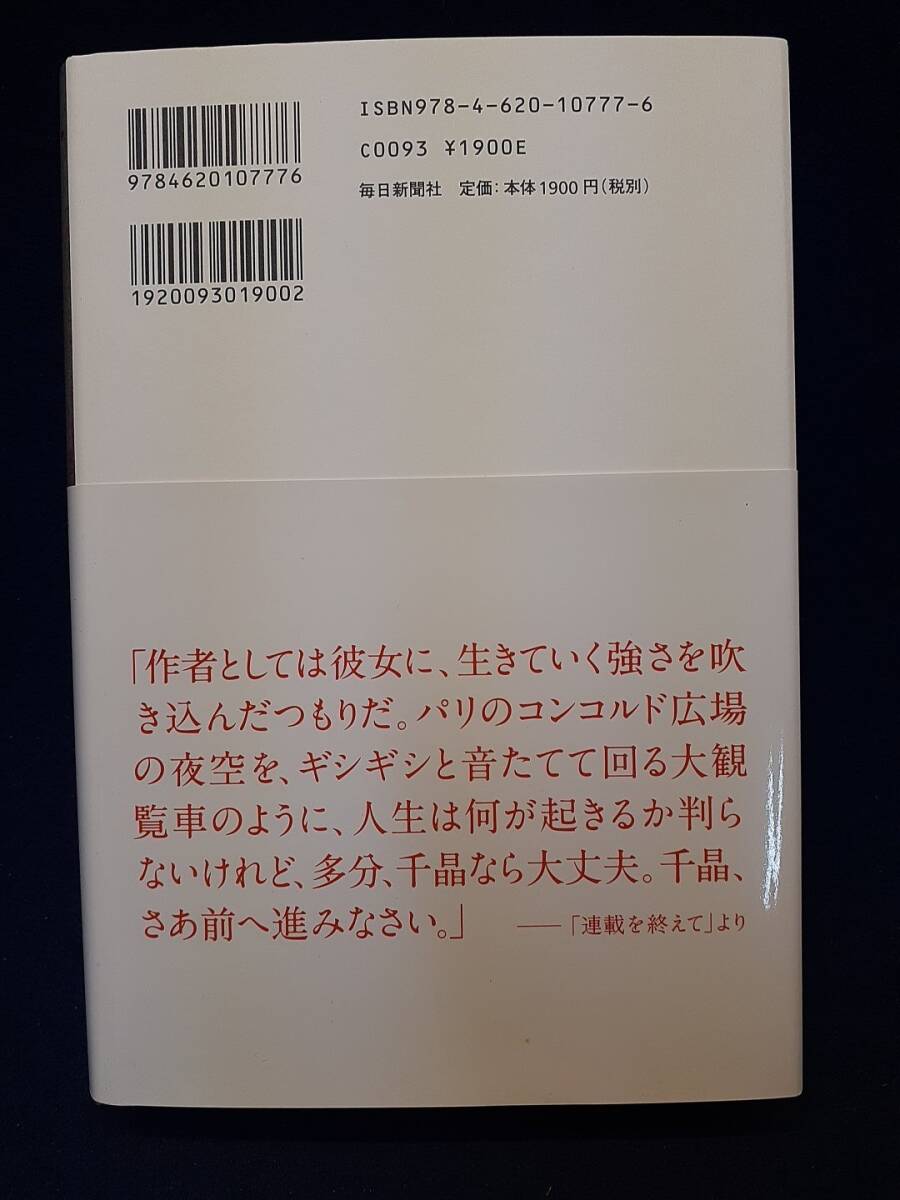 ISBN978-4-620-10777-6
C0093 ¥1900E
毎日新聞社 定価:本体1900円(税別)
9784620107776
1920093019002
「作者としては彼女に、生きていく強さを吹
き込んだつもりだ。パリのコンコルド広場
の夜空を、ギシギシと音たてて回る大観
覧車のように、人生は何が起きるか判ら
ないけれど、多分、千晶なら大丈夫。千晶、
さあ前へ進みなさい。」 ――「連載を終えて」より